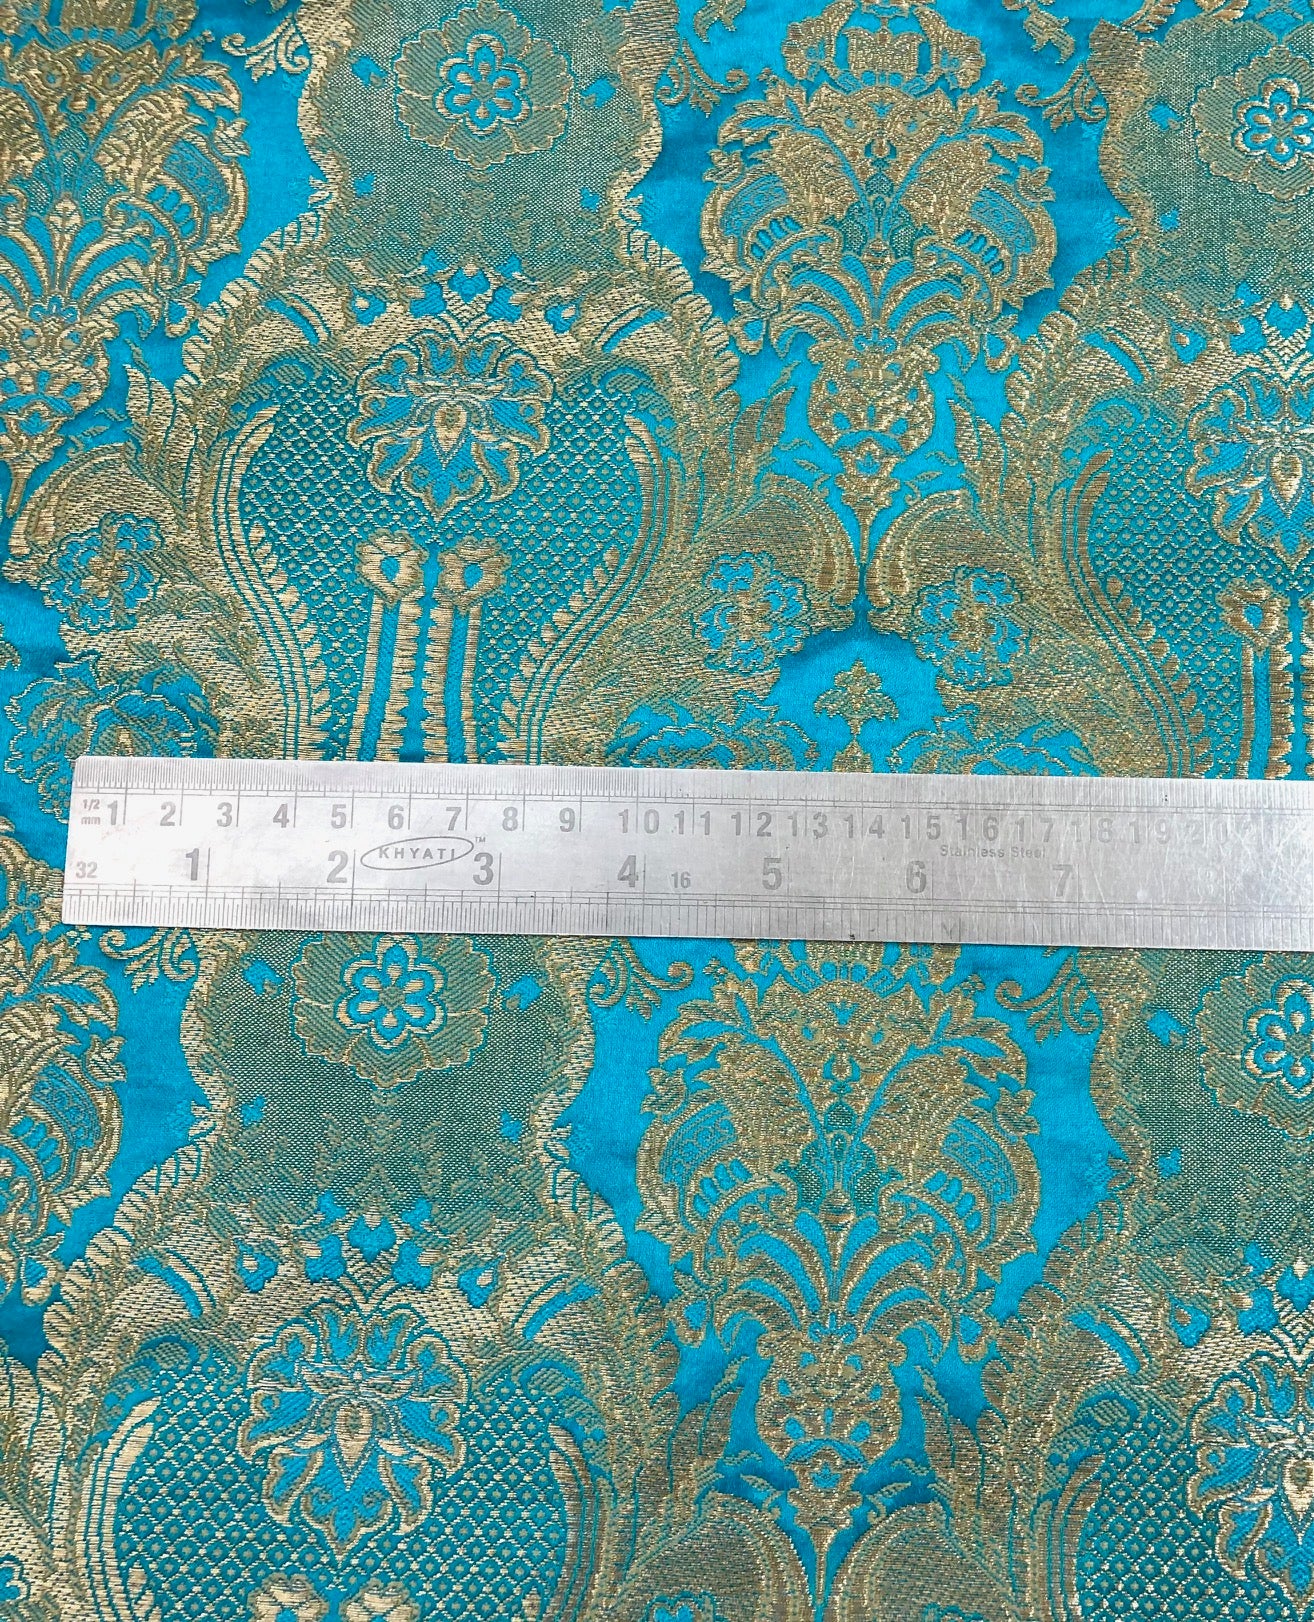 1/2 1 2 3 4 5 6 7 8 9 10 11 12 13 14 15 16 17 18 19 20
mm
KHYATI™
Stainless Steel
32 1 2 3 4 16 5 6 7